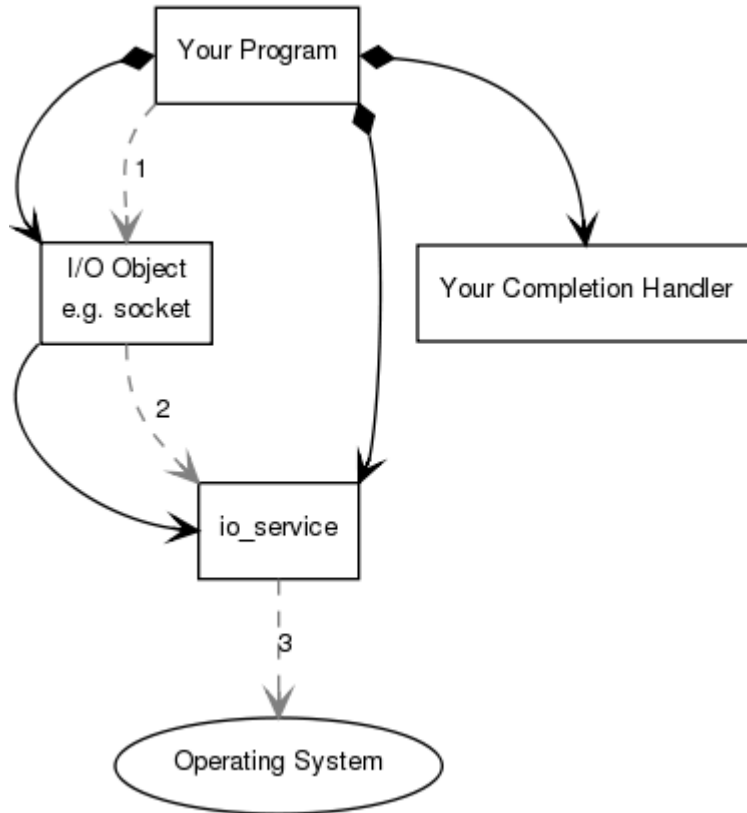 Your Program
1
I/O Object
e.g. socket
Your Completion Handler
2
io_service
3
Operating System